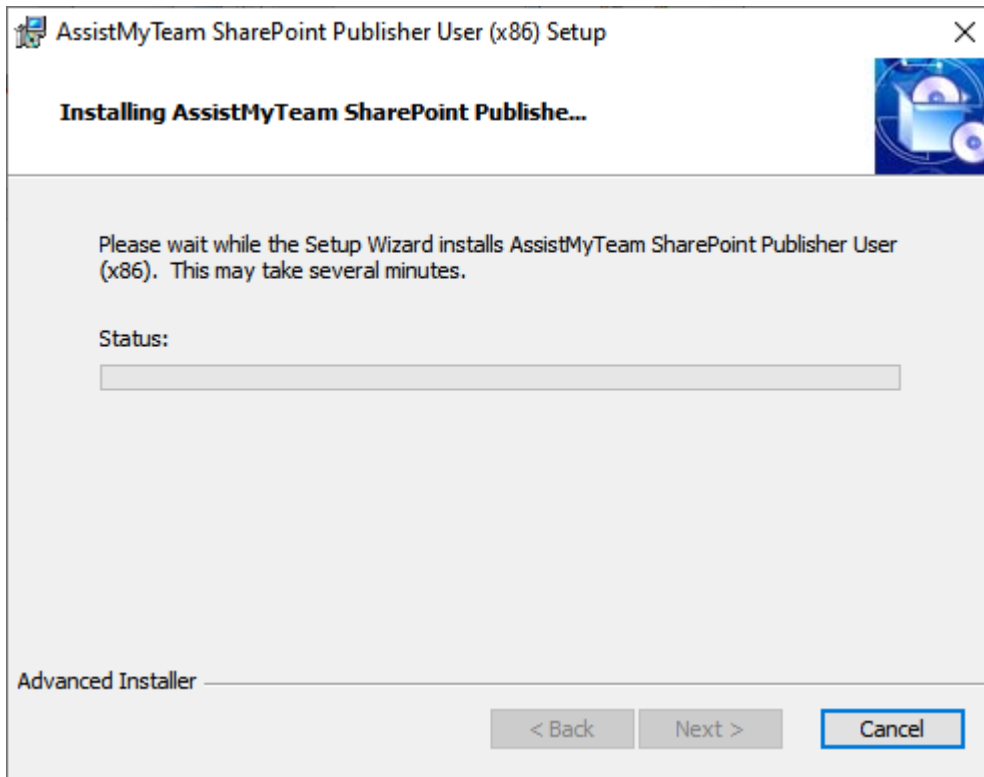 AssistMyTeam SharePoint Publisher User (x86) Setup
Installing AssistMyTeam SharePoint Publishe...
Please wait while the Setup Wizard installs AssistMyTeam SharePoint Publisher User
(x86).  This may take several minutes.
Status:
Advanced Installer
< Back
Next >
Cancel